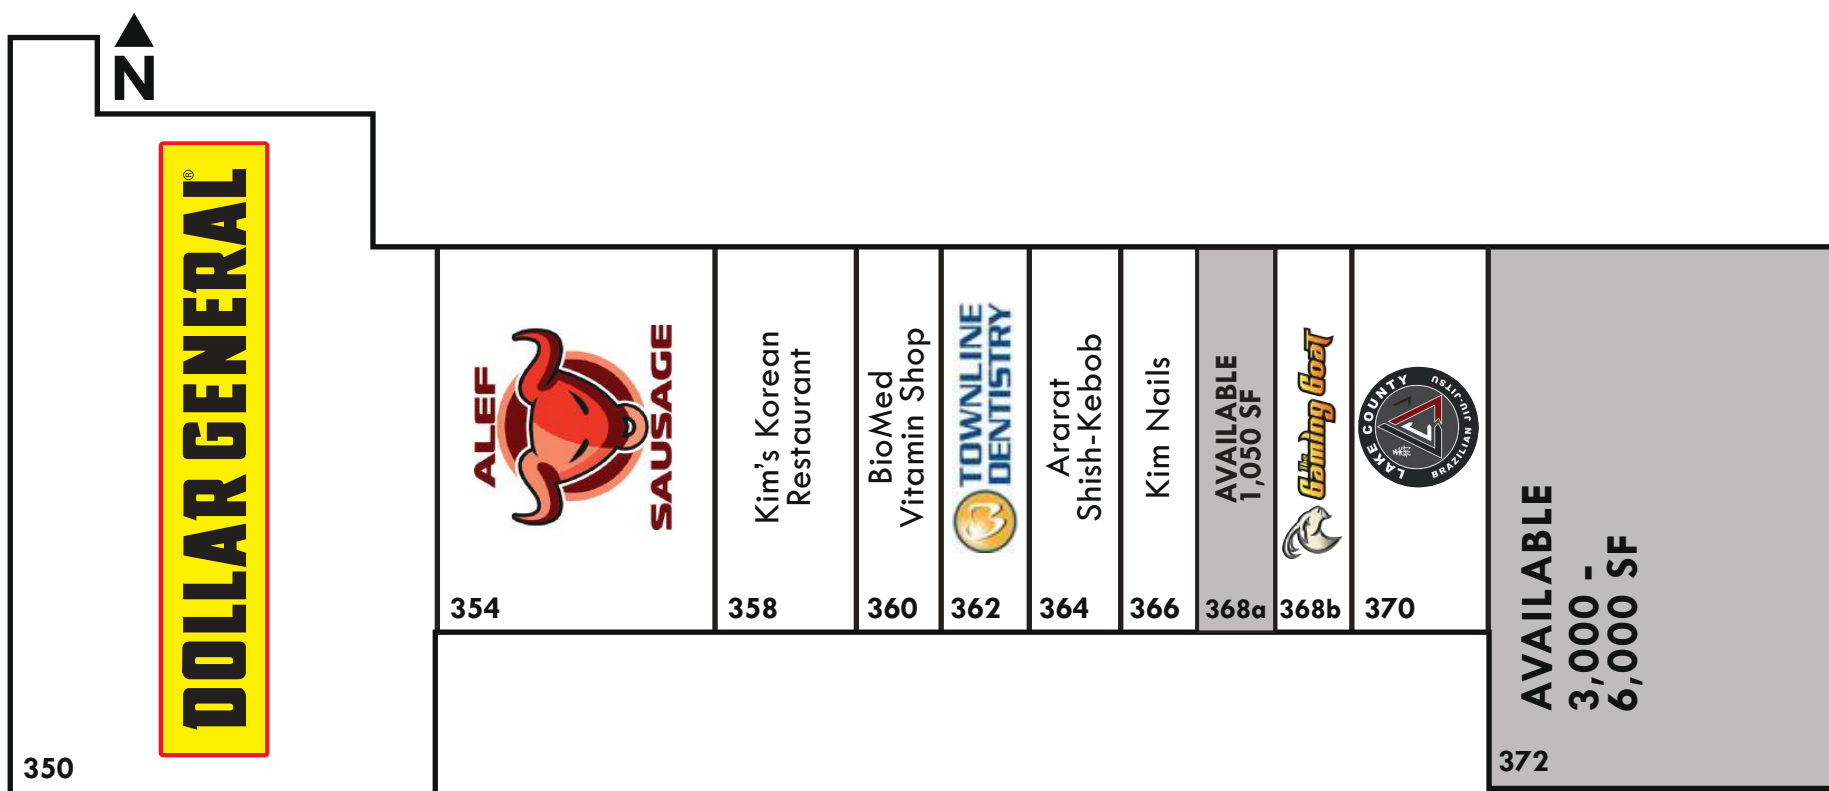 N
DOLLAR GENERAL®
350
ALEF
SAUSAGE
354
Kim's Korean
Restaurant
358
BioMed
Vitamin Shop
360
TOWNLINE
DENTISTRY
362
Ararat
Shish-Kebob
364
Kim Nails
366
AVAILABLE
1,050 SF
368a
The Gaming Goat
368b
LAKE COUNTY
BRAZILIAN JIU-JITSU
370
AVAILABLE
3,000 -
6,000 SF
372